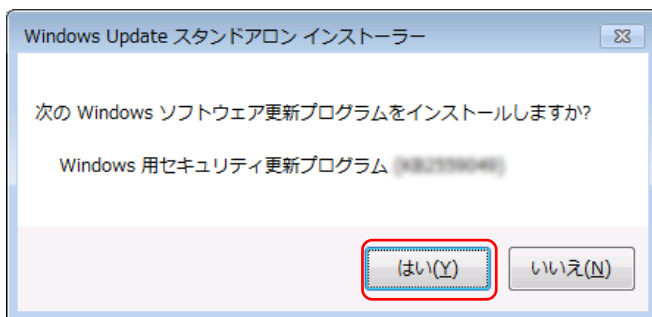 Windows Update スタンドアロン インストーラー
次の Windows ソフトウェア更新プログラムをインストールしますか?
Windows 用セキュリティ更新プログラム
はい(Y)
いいえ(N)